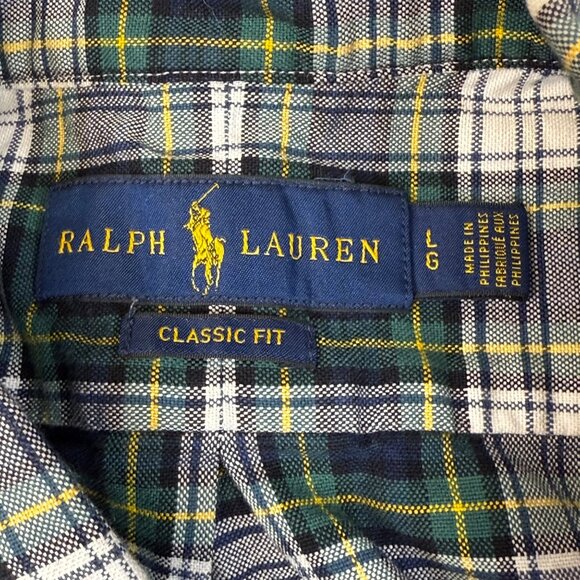 RALPH LAUREN
LG
MADE IN
PHILIPPINES
FABRIQUÉ AUX
PHILIPPINES
CLASSIC FIT